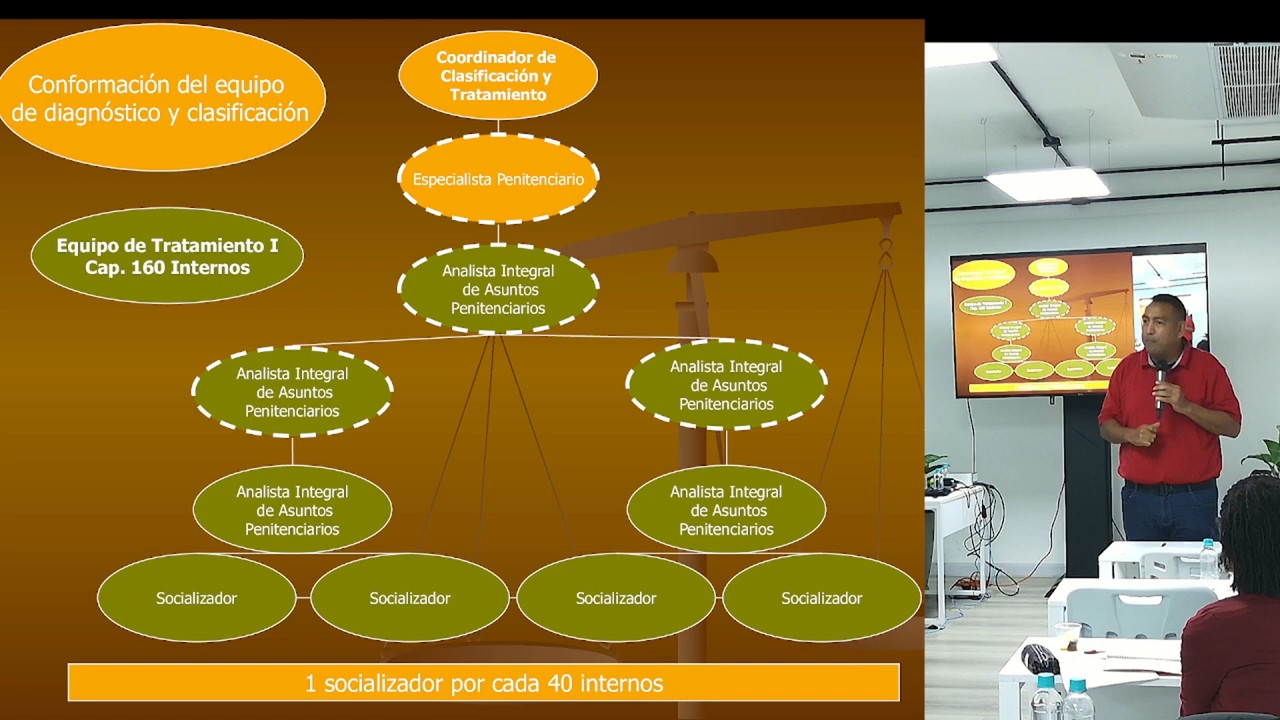 Conformación del equipo
de diagnóstico y clasificación
Coordinador de
Clasificación y
Tratamiento
Especialista Penitenciario
Equipo de Tratamiento I
Cap. 160 Internos
Analista Integral
de Asuntos
Penitenciarios
Analista Integral
de Asuntos
Penitenciarios
Analista Integral
de Asuntos
Penitenciarios
Analista Integral
de Asuntos
Penitenciarios
Analista Integral
de Asuntos
Penitenciarios
Socializador
Socializador
Socializador
Socializador
1 socializador por cada 40 internos